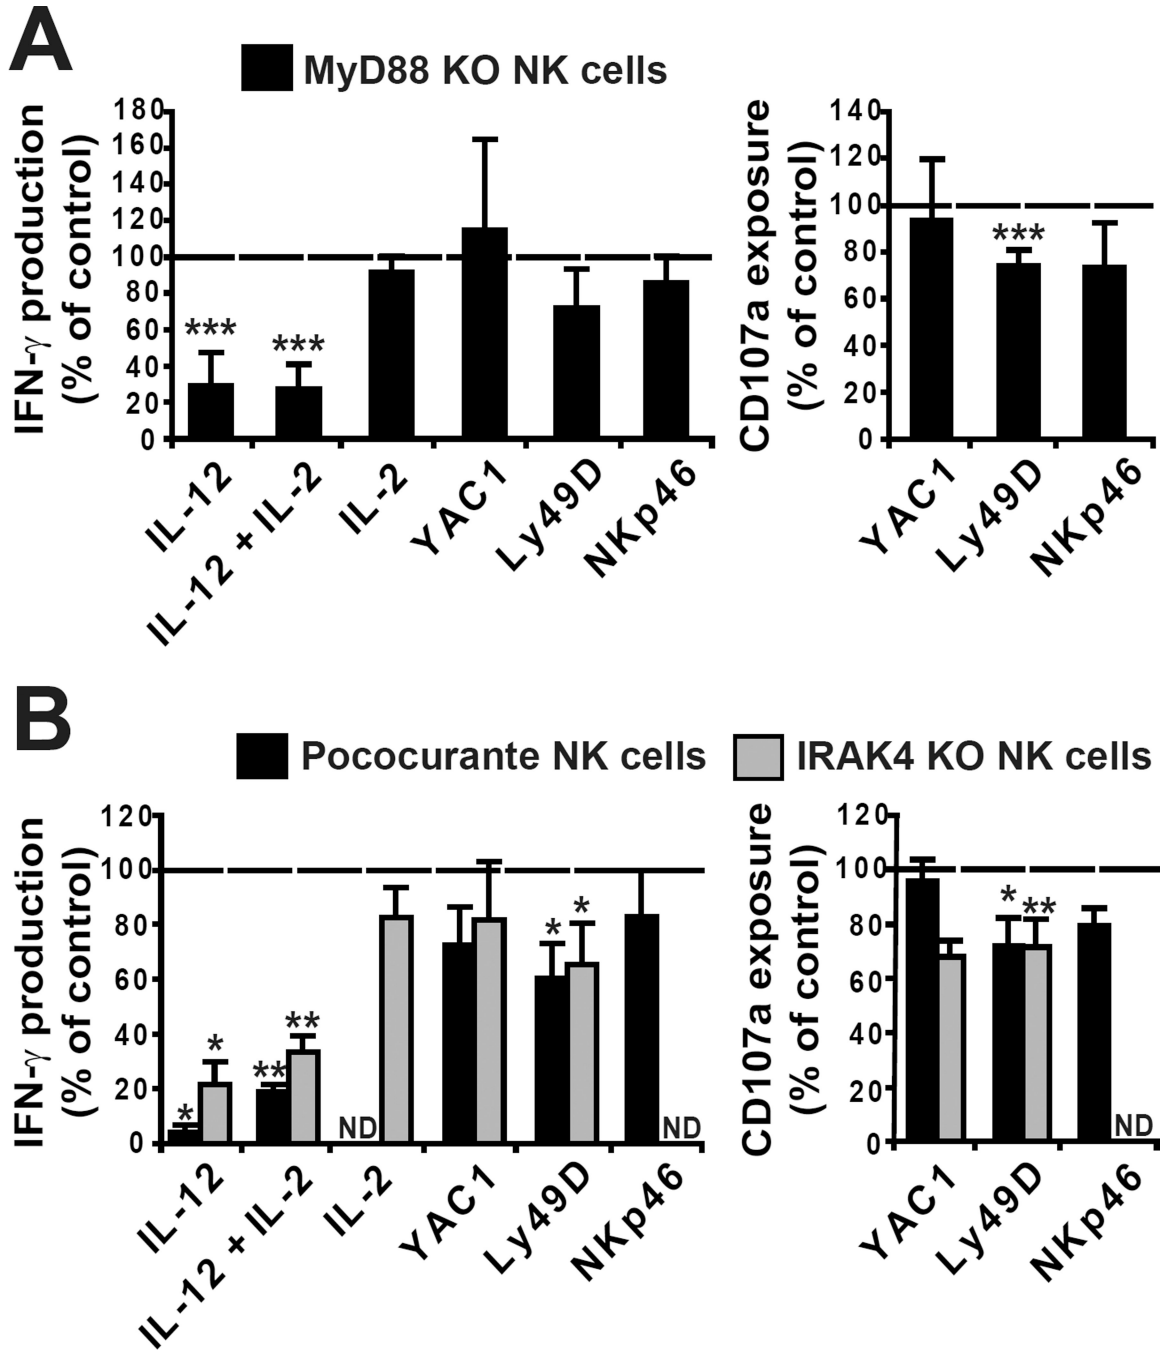 A
MyD88 KO NK cells
IFN-γ production
(% of control)
180
160
140
120
100
80
60
40
20
0
***
***
IL-12
IL-12 + IL-2
IL-2
YAC1
Ly49D
NKp46
CD107a exposure
(% of control)
140
120
100
80
60
40
20
0
***
YAC1
Ly49D
NKp46
B
Pococurante NK cells
IRAK4 KO NK cells
IFN-γ production
(% of control)
120
100
80
60
40
20
0
*
*
**
**
ND
*
*
ND
IL-12
IL-12 + IL-2
IL-2
YAC1
Ly49D
NKp46
CD107a exposure
(% of control)
120
100
80
60
40
20
0
*
**
ND
YAC1
Ly49D
NKp46